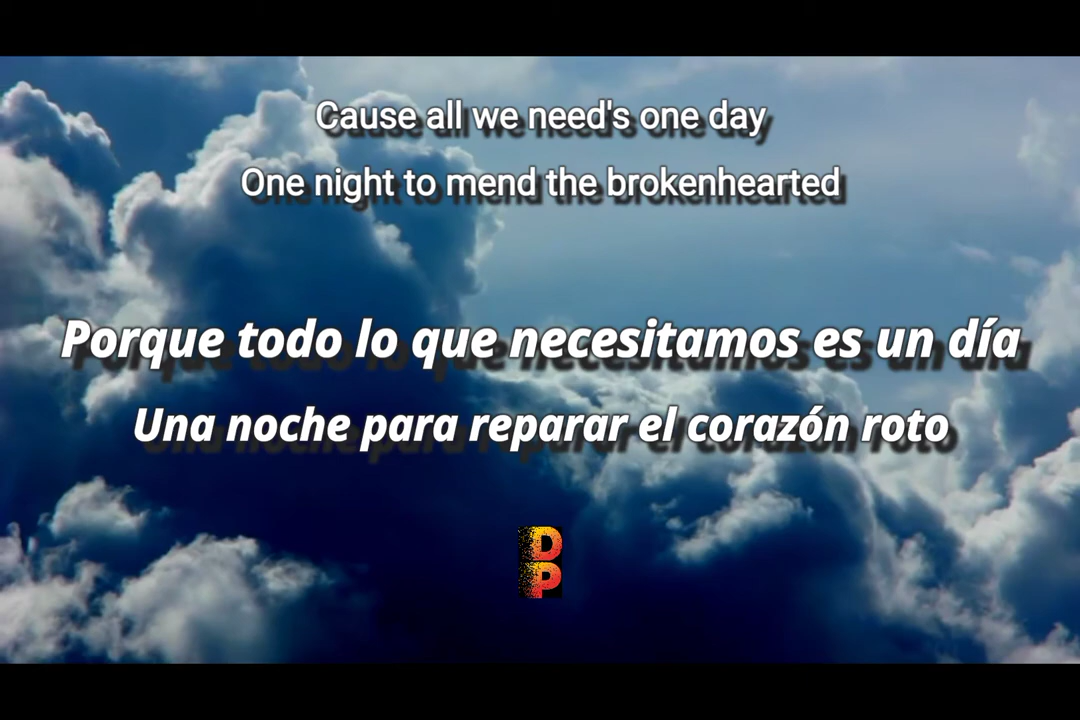 Cause all we need's one day
One night to mend the brokenhearted
Porque todo lo que necesitamos es un día
Una noche para reparar el corazón roto
D
P